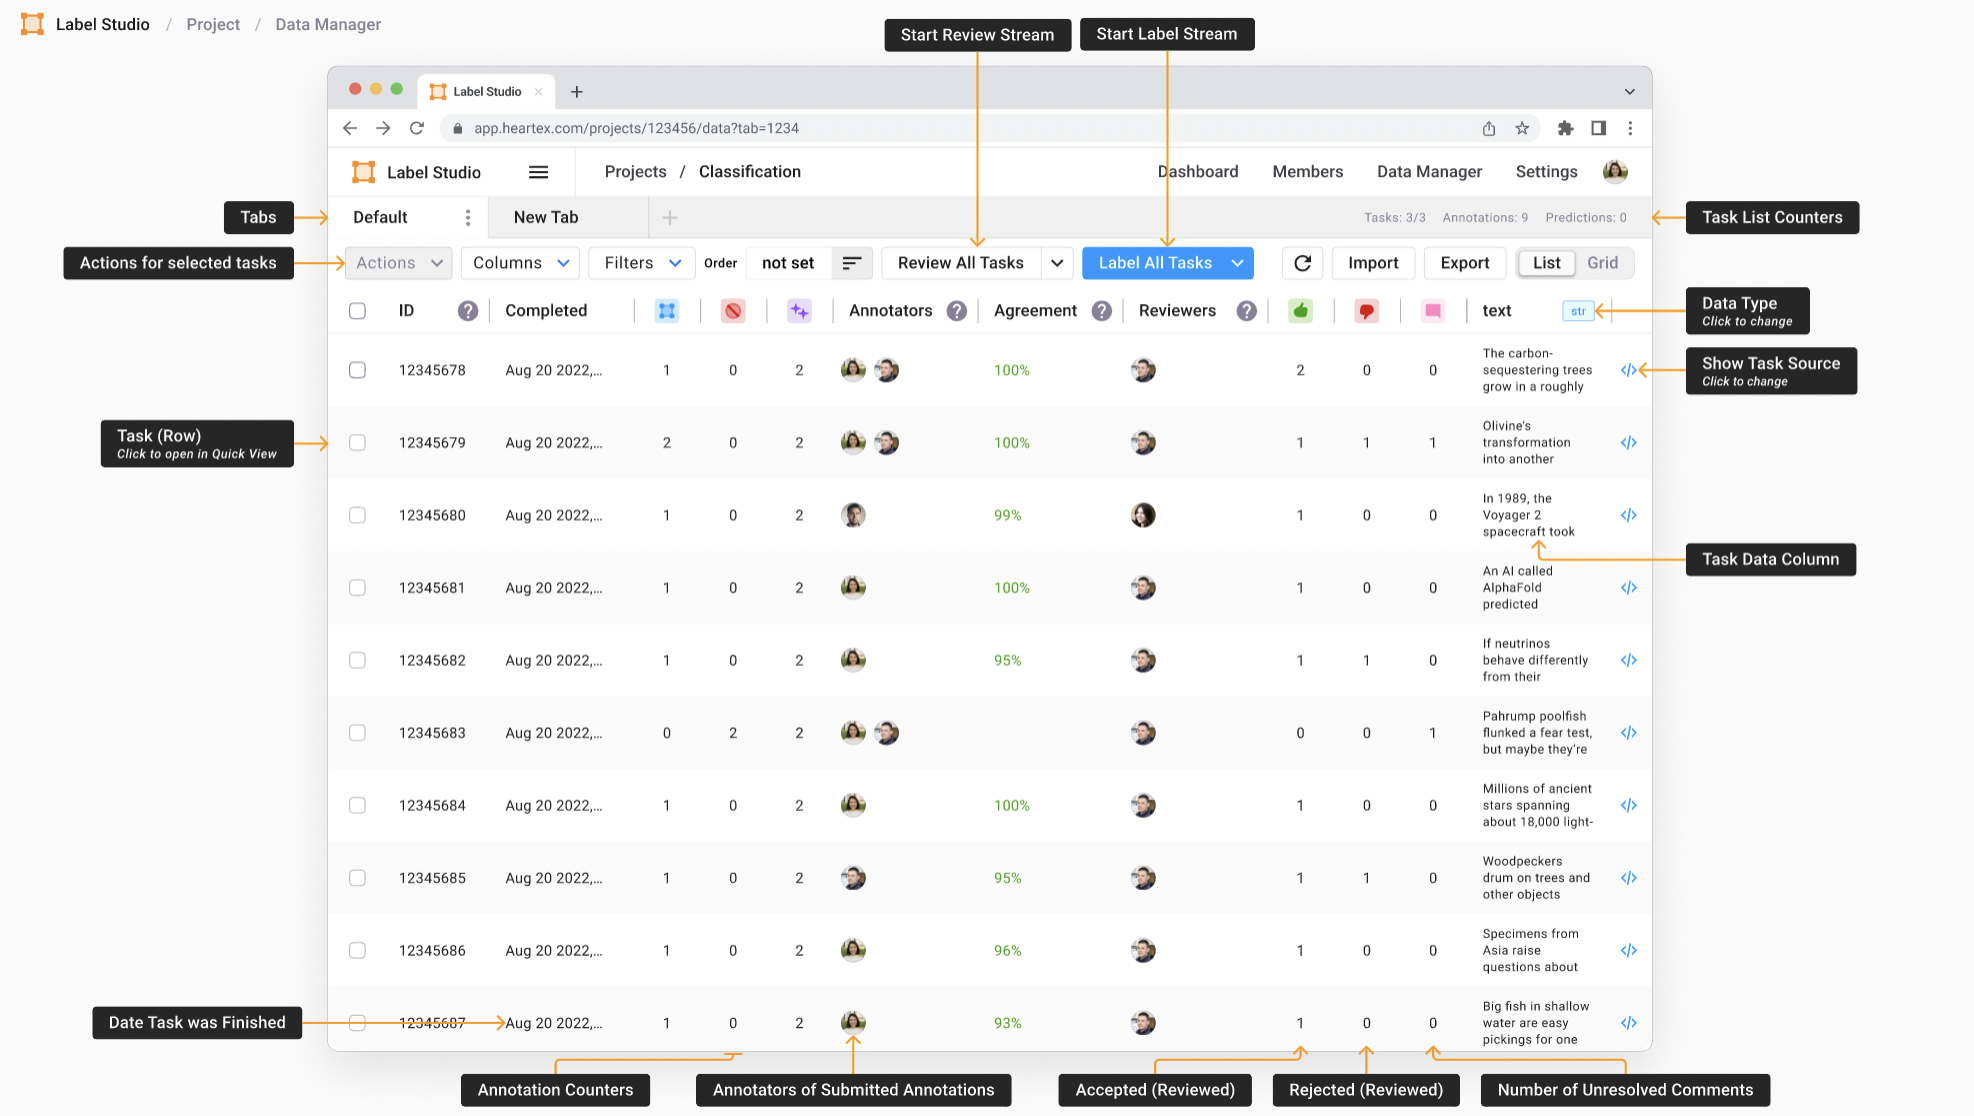 Label Studio / Project / Data Manager
Start Review Stream
Start Label Stream
Label Studio
app.heartex.com/projects/123456/data?tab=1234
Label Studio
Projects / Classification
Dashboard Members Data Manager Settings
Tabs
Default
New Tab
Tasks: 3/3 Annotations: 9 Predictions: 0
Task List Counters
Actions for selected tasks
Actions Columns Filters Order not set Review All Tasks Label All Tasks Import Export List Grid
ID ? Completed Annotators ? Agreement ? Reviewers ? text str
Data Type
Click to change
12345678 Aug 20 2022,... 1 0 2 100% 2 0 0
The carbon-
sequestering trees
grow in a roughly
</>
Show Task Source
Click to change
Task (Row)
Click to open in Quick View
12345679 Aug 20 2022,... 2 0 2 100% 1 1 1
Olivine's
transformation
into another
</>
12345680 Aug 20 2022,... 1 0 2 99% 1 0 0
In 1989, the
Voyager 2
spacecraft took
</>
Task Data Column
12345681 Aug 20 2022,... 1 0 2 100% 1 0 0
An AI called
AlphaFold
predicted
</>
12345682 Aug 20 2022,... 1 0 2 95% 1 1 0
If neutrinos
behave differently
from their
</>
12345683 Aug 20 2022,... 0 2 2 0 0 1
Pahrump poolfish
flunked a fear test,
but maybe they're
</>
12345684 Aug 20 2022,... 1 0 2 100% 1 0 0
Millions of ancient
stars spanning
about 18,000 light-
</>
12345685 Aug 20 2022,... 1 0 2 95% 1 1 0
Woodpeckers
drum on trees and
other objects
</>
12345686 Aug 20 2022,... 1 0 2 96% 1 0 0
Specimens from
Asia raise
questions about
</>
Date Task was Finished
12345687 Aug 20 2022,... 1 0 2 93% 1 0 0
Big fish in shallow
water are easy
pickings for one
</>
Annotation Counters
Annotators of Submitted Annotations
Accepted (Reviewed)
Rejected (Reviewed)
Number of Unresolved Comments